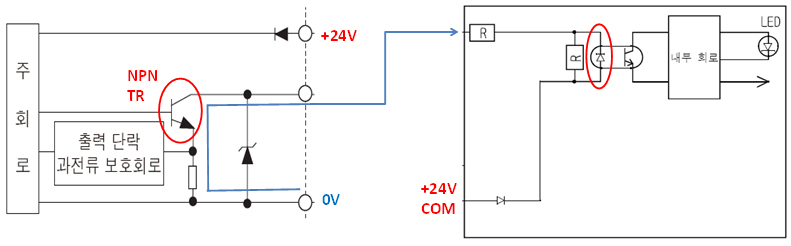 주
회
로
+24V
NPN
TR
출력 단락
과전류 보호회로
0V
R
R
내부 회로
LED
+24V
COM